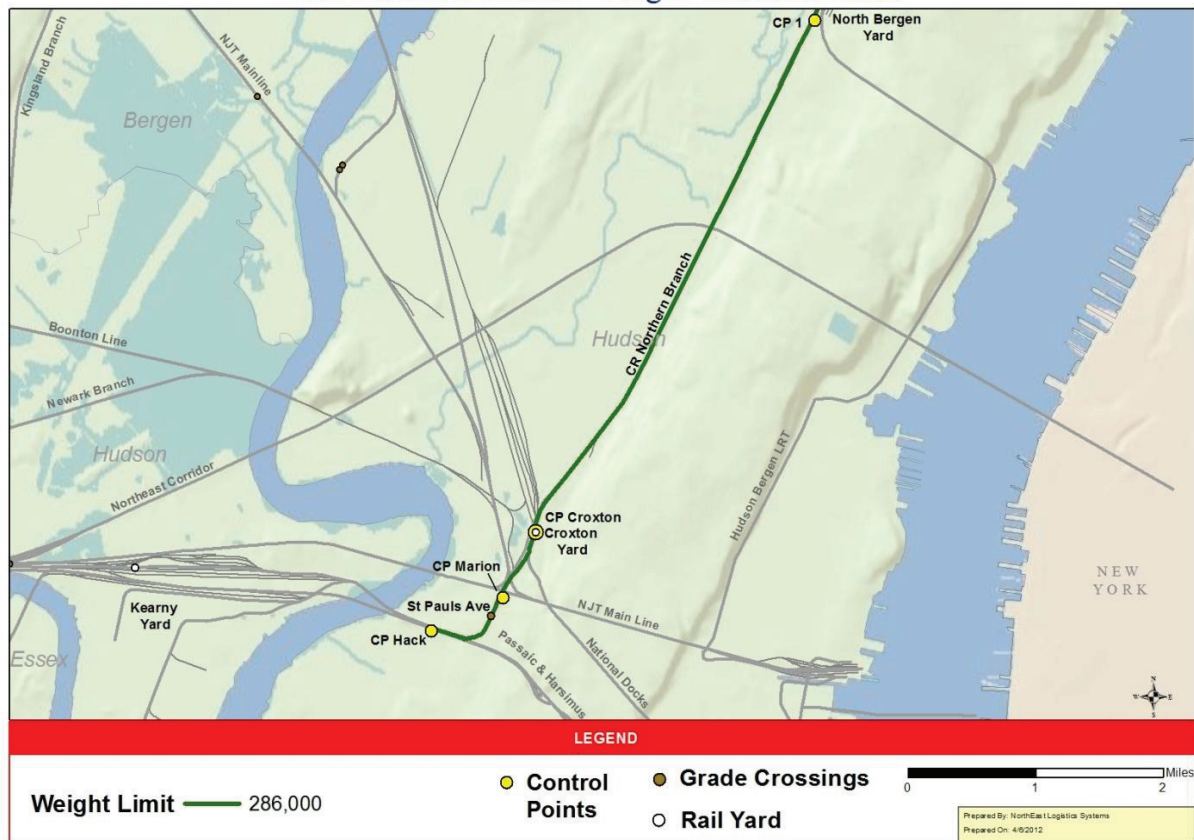 CP 1
North Bergen
Yard
Kingsland Branch
NJT Mainline
Bergen
CR Northern Branch
Hudson
Boonton Line
Newark Branch
Hudson
Northeast Corridor
Hudson Bergen LRT
CP Croxton
Croxton
Yard
CP Marion
NEW
YORK
St Pauls Ave
NJT Main Line
Kearny
Yard
CP Hack
Essex
Passaic & Harsimus
National Docks
N
W
E
S
LEGEND
Weight Limit
286,000
Control
Points
Grade Crossings
Rail Yard
Miles
0
1
2
Prepared By: NorthEast Logistics Systems
Prepared On: 4/6/2012